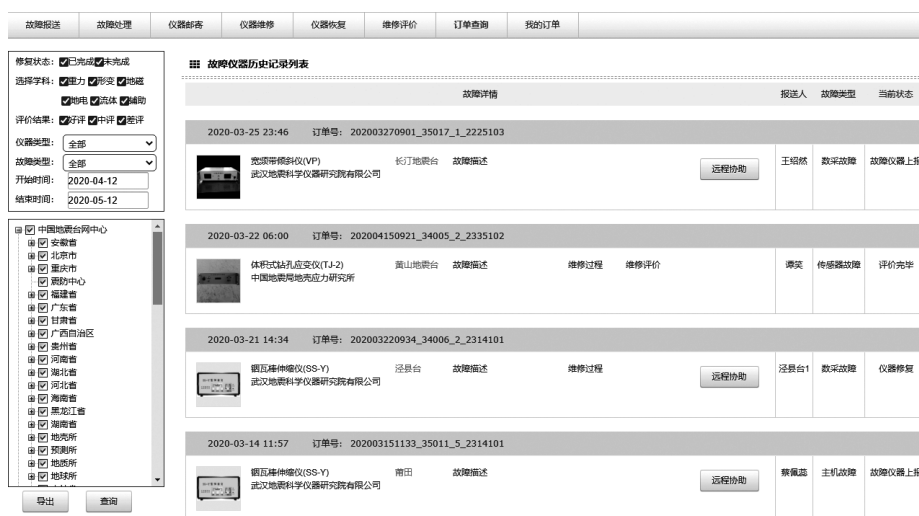 故障报送 故障处理 仪器邮寄 仪器维修 仪器恢复 维修评价 订单查询 我的订单
修复状态: 已完成 未完成
选择学科: 重力 形变 地磁
地电 流体 辅助
评价结果: 好评 中评 差评
仪器类型: 全部
故障类型: 全部
开始时间: 2020-04-12
结束时间: 2020-05-12
中国地震台网中心
安徽省
北京市
重庆市
震防中心
福建省
广东省
甘肃省
广西自治区
贵州省
河南省
湖北省
河北省
海南省
黑龙江省
湖南省
地壳所
预测所
地质所
地球所
导出 查询
故障仪器历史记录列表
故障详情 报送人 故障类型 当前状态
2020-03-25 23:46 订单号: 202003270901_35017_1_2225103
宽频带倾斜仪(VP) 长汀地震台 故障描述 远程协助 王绍然 数采故障 故障仪器上报
武汉地震科学仪器研究院有限公司
2020-03-22 06:00 订单号: 202004150921_34005_2_2335102
体积式钻孔应变仪(TJ-2) 黄山地震台 故障描述 维修过程 维修评价 谭笑 传感器故障 评价完毕
中国地震局地壳应力研究所
2020-03-21 14:34 订单号: 202003220934_34006_2_2314101
铟瓦棒伸缩仪(SS-Y) 泾县台 故障描述 维修过程 远程协助 泾县台1 数采故障 仪器修复
武汉地震科学仪器研究院有限公司
2020-03-14 11:57 订单号: 202003151133_35011_5_2314101
铟瓦棒伸缩仪(SS-Y) 莆田 故障描述 远程协助 蔡佩蕊 主机故障 故障仪器上报
武汉地震科学仪器研究院有限公司